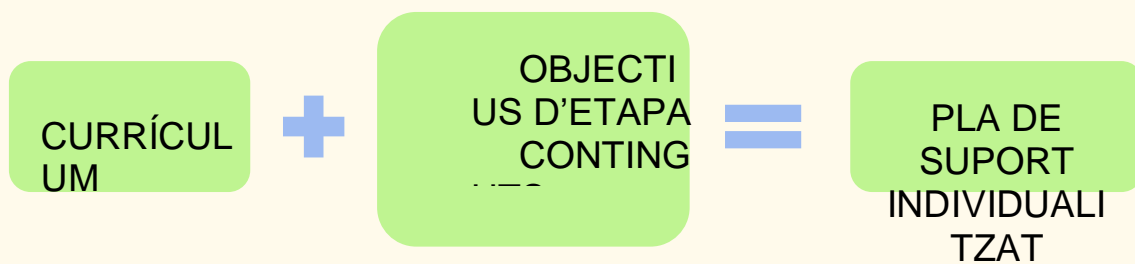 CURRÍCUL
UM
OBJECTI
US D'ETAPA
CONTING
PLA DE
SUPORT
INDIVIDUALI
TZAT